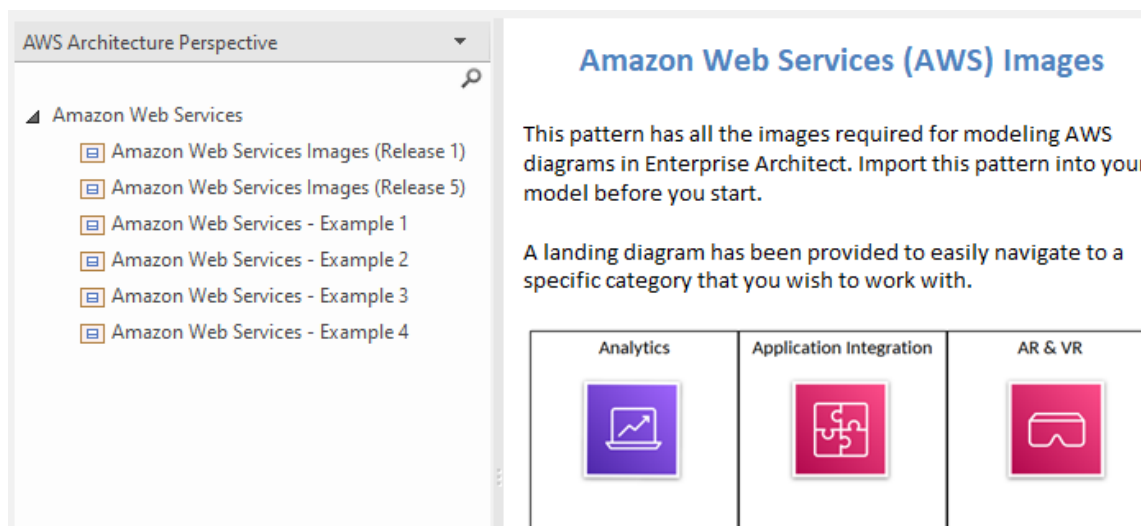 AWS Architecture Perspective
Amazon Web Services
Amazon Web Services Images (Release 1)
Amazon Web Services Images (Release 5)
Amazon Web Services - Example 1
Amazon Web Services - Example 2
Amazon Web Services - Example 3
Amazon Web Services - Example 4
Amazon Web Services (AWS) Images
This pattern has all the images required for modeling AWS
diagrams in Enterprise Architect. Import this pattern into your
model before you start.
A landing diagram has been provided to easily navigate to a
specific category that you wish to work with.
Analytics
Application Integration
AR & VR